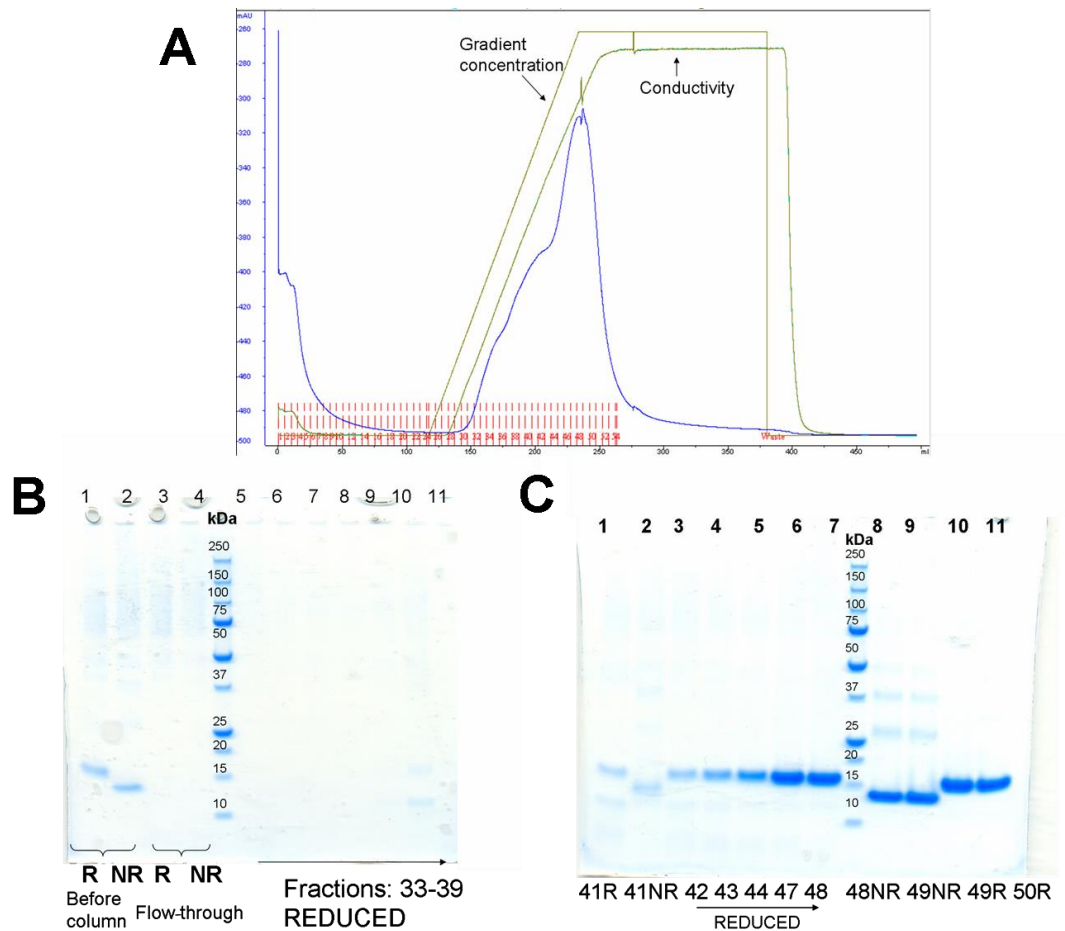 A
mAU
Gradient
concentration
Conductivity
-260
-280
-300
-320
-340
-360
-380
-400
-420
-440
-480
-500
0 50 100 150 200 250 300 350 400 450 ml
Waste
B
1 2 3 4 5 6 7 8 9 10 11
kDa
250
150
100
75
50
37
25
20
15
10
R NR R NR
Before
column
Flow-through
Fractions: 33-39
REDUCED
C
1 2 3 4 5 6 7 8 9 10 11
kDa
250
150
100
75
50
37
25
20
15
10
41R 41NR 42 43 44 47 48 48NR 49NR 49R 50R
REDUCED